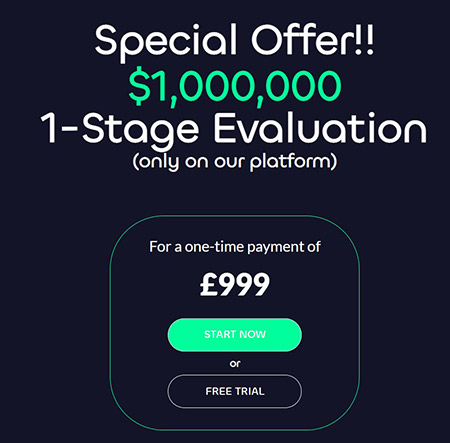 Special Offer!!
$1,000,000
1-Stage Evaluation
(only on our platform)
For a one-time payment of
£999
START NOW
or
FREE TRIAL